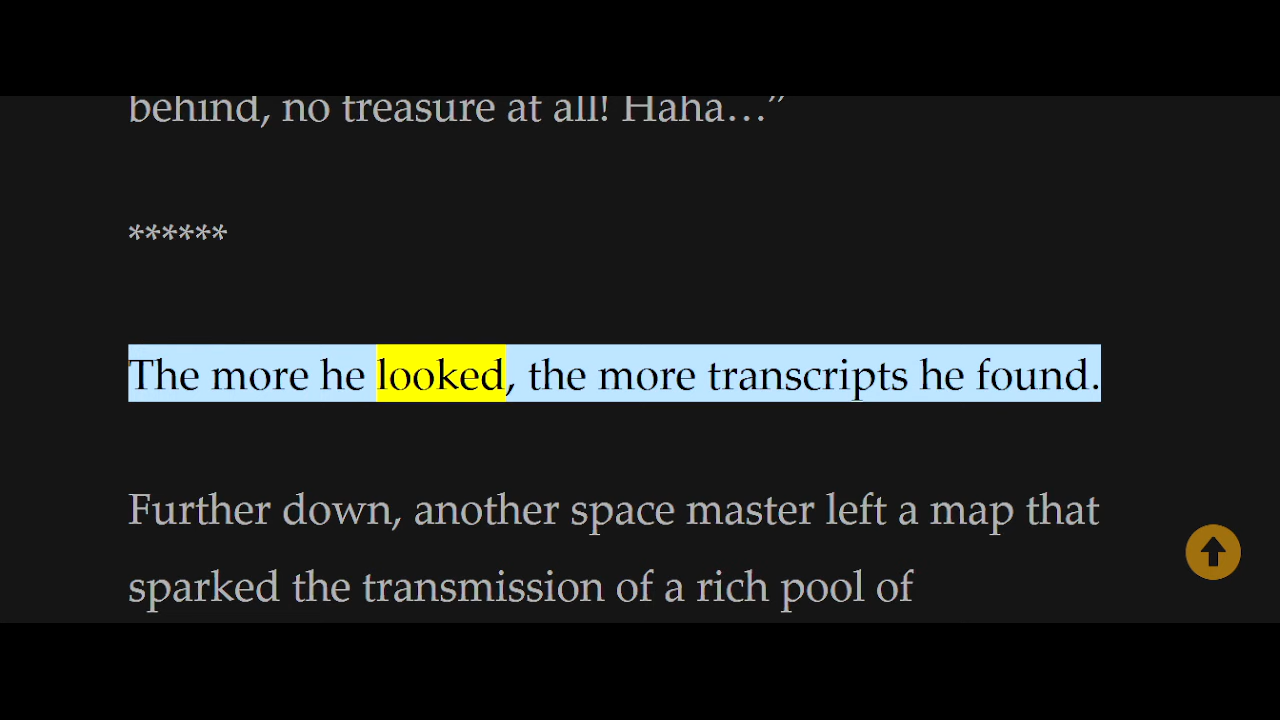 behind, no treasure at all! Haha…”
******
The more he looked, the more transcripts he found.
Further down, another space master left a map that
sparked the transmission of a rich pool of